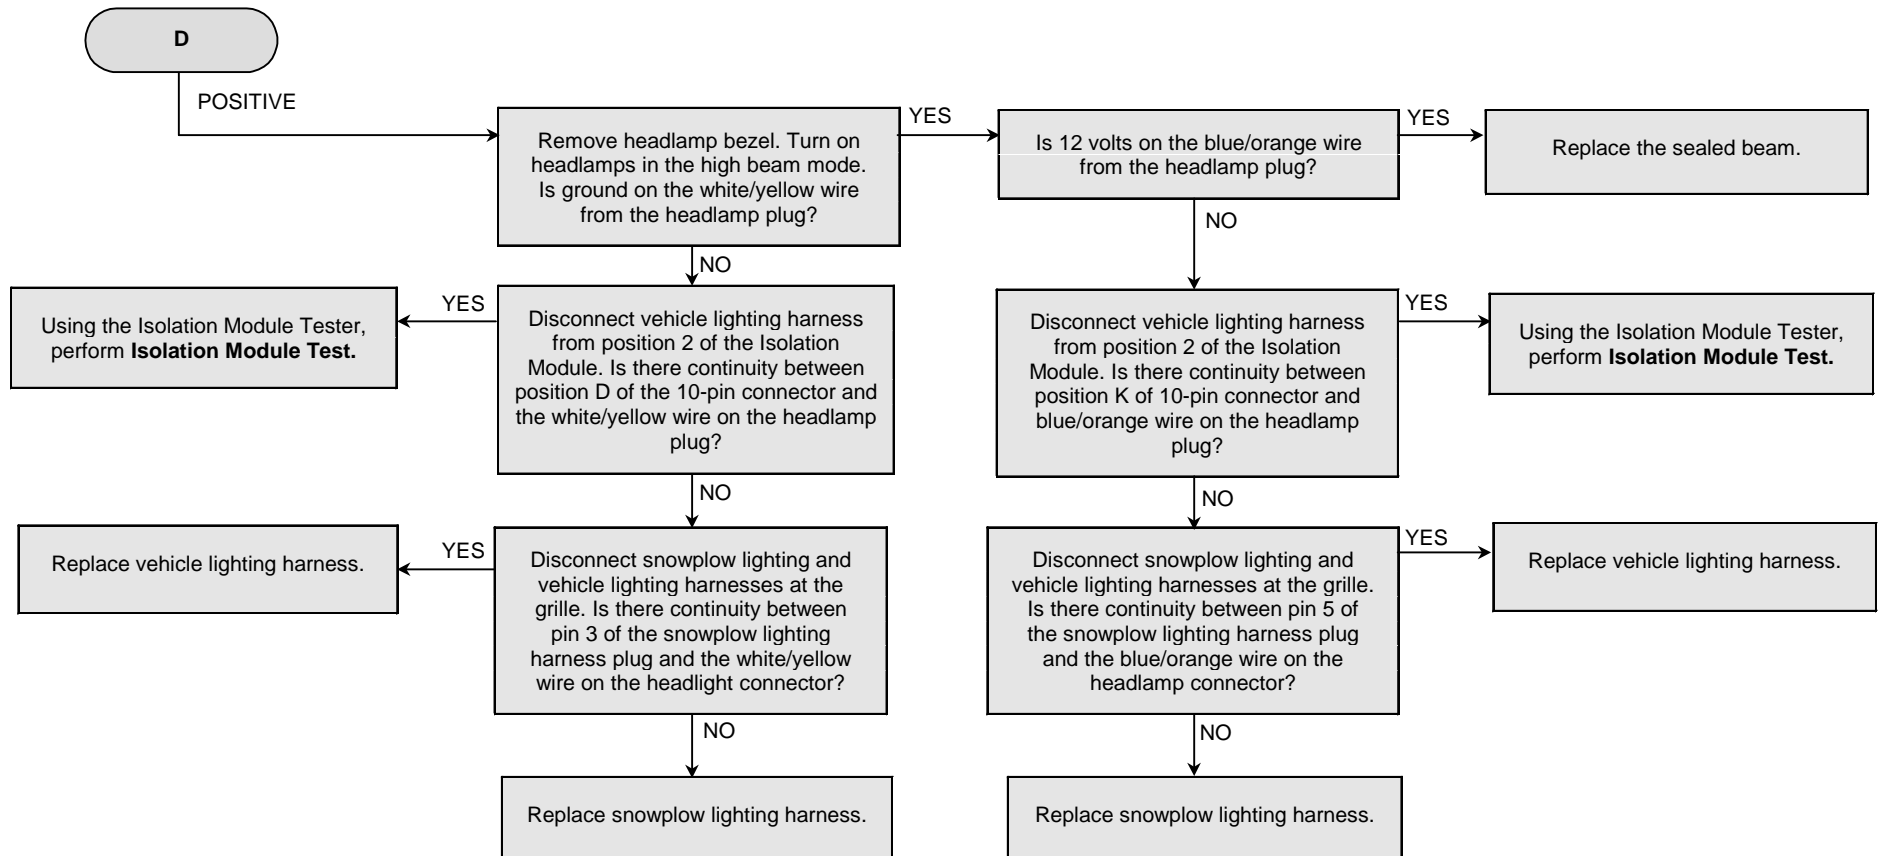 D
POSITIVE
Remove headlamp bezel. Turn on
headlamps in the high beam mode.
Is ground on the white/yellow wire
from the headlamp plug?
YES
Is 12 volts on the blue/orange wire
from the headlamp plug?
YES
Replace the sealed beam.
NO
NO
Using the Isolation Module Tester,
perform Isolation Module Test.
YES
Disconnect vehicle lighting harness
from position 2 of the Isolation
Module. Is there continuity between
position D of the 10-pin connector and
the white/yellow wire on the headlamp
plug?
Disconnect vehicle lighting harness
from position 2 of the Isolation
Module. Is there continuity between
position K of 10-pin connector and
blue/orange wire on the headlamp
plug?
YES
Using the Isolation Module Tester,
perform Isolation Module Test.
NO
NO
Replace vehicle lighting harness.
YES
Disconnect snowplow lighting and
vehicle lighting harnesses at the
grille. Is there continuity between
pin 3 of the snowplow lighting
harness plug and the white/yellow
wire on the headlight connector?
Disconnect snowplow lighting and
vehicle lighting harnesses at the grille.
Is there continuity between pin 5 of
the snowplow lighting harness plug
and the blue/orange wire on the
headlamp connector?
YES
Replace vehicle lighting harness.
NO
NO
Replace snowplow lighting harness.
Replace snowplow lighting harness.